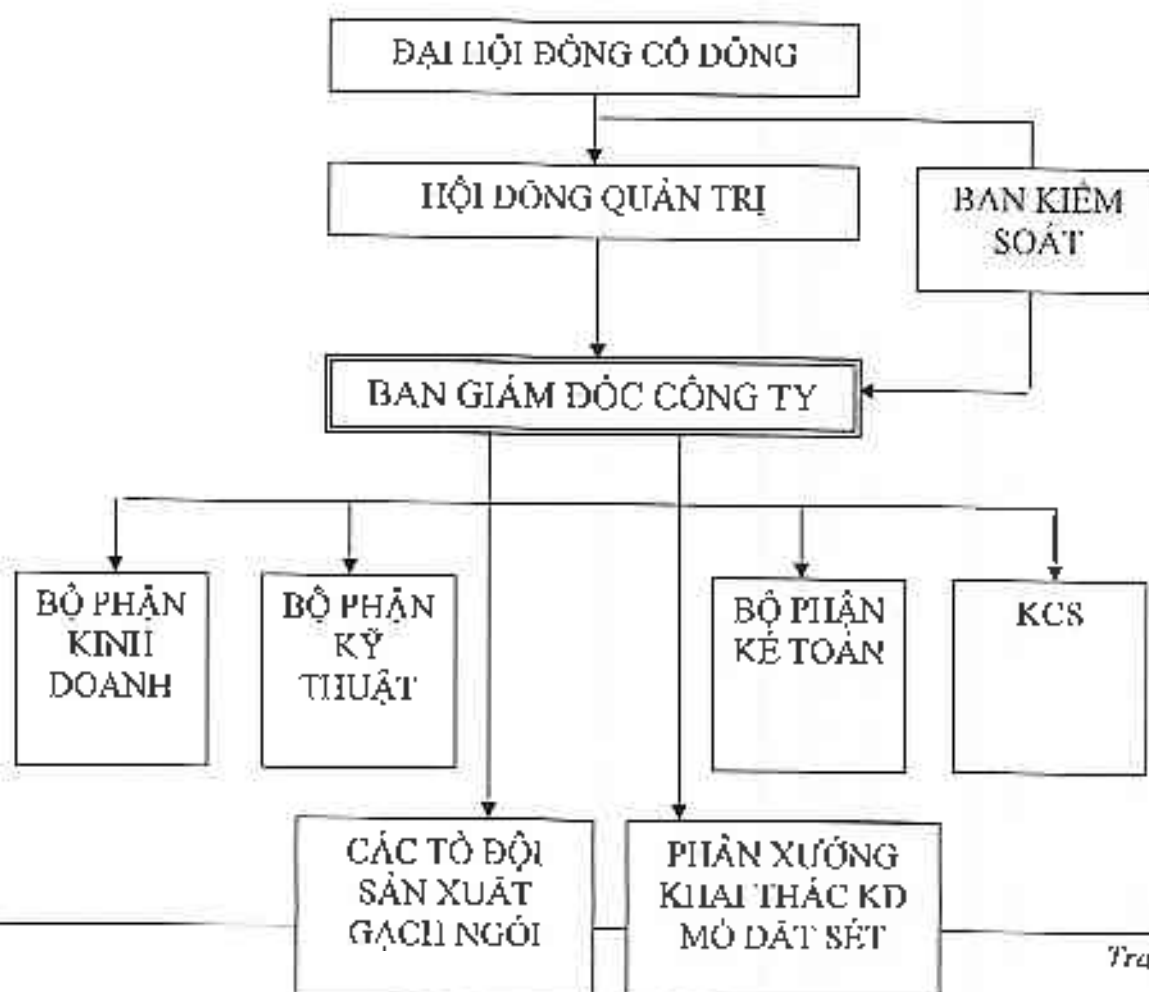 ĐẠI HỘI ĐỒNG CỔ ĐÔNG
HỘI ĐỒNG QUẢN TRỊ
BAN KIỂM
SOÁT
BAN GIÁM ĐỐC CÔNG TY
BỘ PHẬN
KINH
DOANH
BỘ PHẬN
KỸ
THUẬT
BỘ PHẬN
KẾ TOÁN
KCS
CÁC TỔ ĐỘI
SẢN XUẤT
GẠCH NGÓI
PHÂN XƯỞNG
KHAI THÁC KD
MỎ ĐẤT SÉT